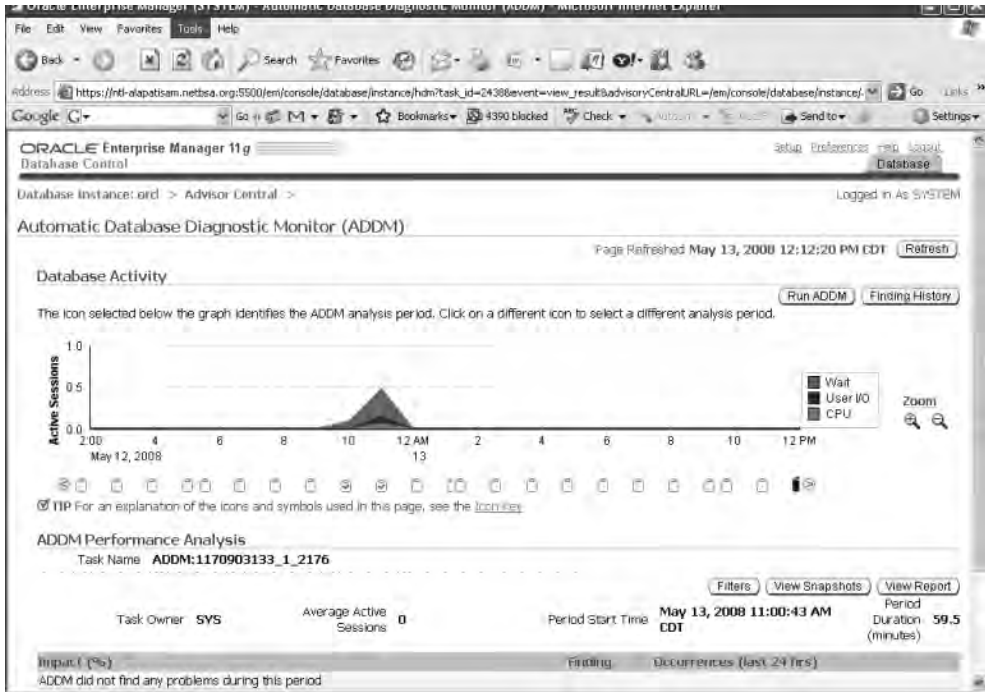 Oracle Enterprise Manager (SYSTEM) - Automatic Database Diagnostic Monitor (ADDM) - Microsoft Internet Explorer
File Edit View Favorites Tools Help
Back Search Favorites
Address https://ntl-alapatisam.netbsa.org:5500/em/console/database/instance/hdm?task_id=2438&event=view_result&advisoryCentralURL=/em/console/database/instance/ Go Links
Google G Go Bookmarks 4390 blocked Check Send to Settings
ORACLE Enterprise Manager 11g
Database Control
Setup Preferences Help Logout
Database
Database Instance: orcl > Advisor Central >
Logged in As SYSTEM
Automatic Database Diagnostic Monitor (ADDM)
Page Refreshed May 13, 2008 12:12:20 PM CDT Refresh
Database Activity
Run ADDM Finding History
The icon selected below the graph identifies the ADDM analysis period. Click on a different icon to select a different analysis period.
Active Sessions
1.0
0.5
0.0
Wait
User I/O
CPU
Zoom
2:00 4 6 8 10 12 AM 2 4 6 8 10 12 PM
May 12, 2008 13
TIP For an explanation of the icons and symbols used in this page, see the Icon Key
ADDM Performance Analysis
Task Name ADDM:1170903133_1_2176
Filters View Snapshots View Report
Task Owner SYS
Average Active Sessions 0
Period Start Time May 13, 2008 11:00:43 AM CDT
Period Duration (minutes) 59.5
Impact (%) Finding Occurrences (last 24 hrs)
ADDM did not find any problems during this period